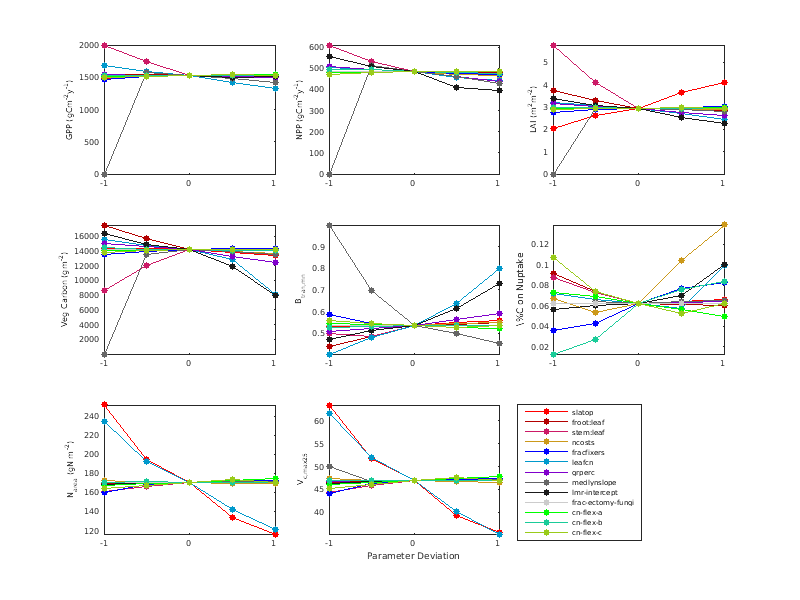 2000
1500
1000
500
0
-1 0 1
GPP (gCm⁻²y⁻¹)
600
500
400
300
200
100
0
-1 0 1
NPP (gCm⁻²y⁻¹)
5
4
3
2
1
0
-1 0 1
LAI (m²m⁻²)
16000
14000
12000
10000
8000
6000
4000
2000
-1 0 1
Veg Carbon (g m⁻²)
0.9
0.8
0.7
0.6
0.5
-1 0 1
0.12
0.1
0.08
0.06
0.04
0.02
-1 0 1
\%C on Nuptake
240
220
200
180
160
140
120
-1 0 1
N area (gN m⁻²)
60
55
50
45
40
-1 0 1
V c,max25
Parameter Deviation
slatop
froot:leaf
stem:leaf
ncosts
fracfixers
leafcn
grperc
medlynslope
lmr-intercept
frac-ectomy-fungi
cn-flex-a
cn-flex-b
cn-flex-c